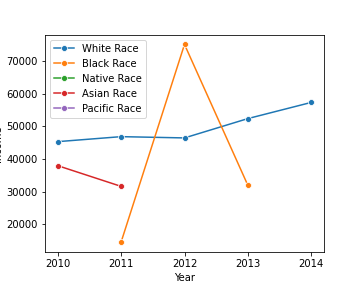 White Race
Black Race
Native Race
Asian Race
Pacific Race
70000
60000
50000
40000
30000
20000
2010 2011 2012 2013 2014
Year